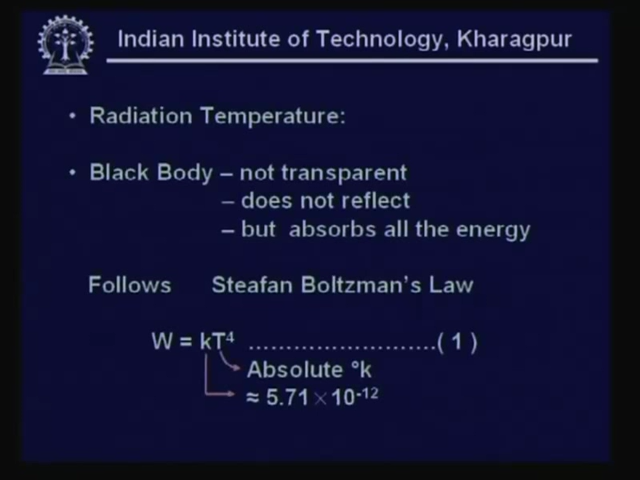 Indian Institute of Technology, Kharagpur
• Radiation Temperature:
• Black Body – not transparent
– does not reflect
– but absorbs all the energy
Follows Steafan Boltzman's Law
W = kT⁴ .........................( 1 )
Absolute °k
≈ 5.71×10⁻¹²